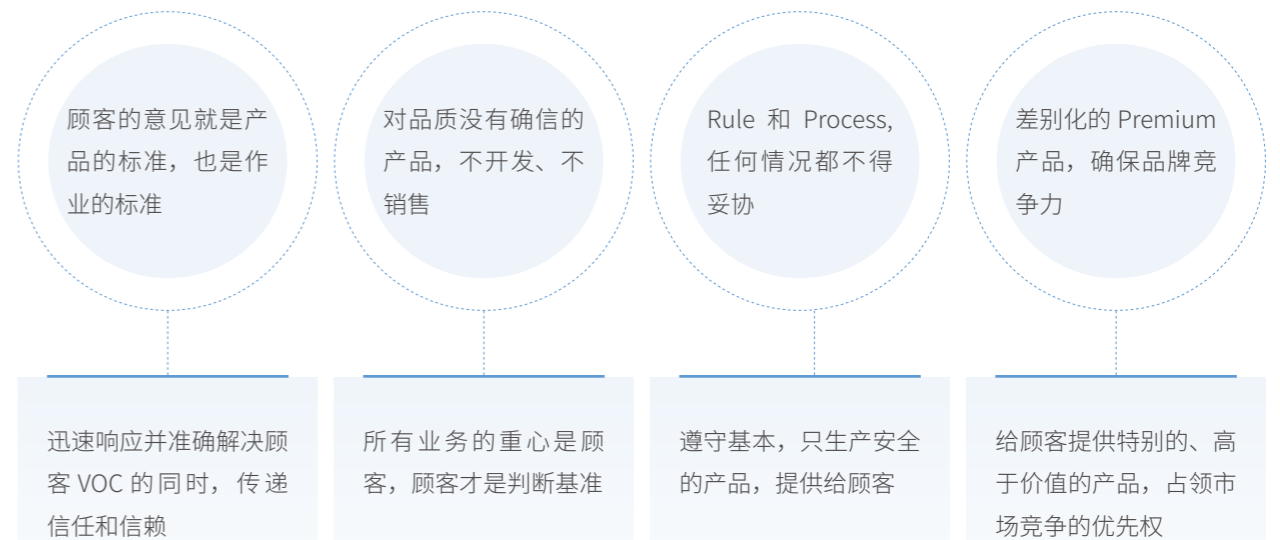 顾客的意见就是产
品的标准，也是作
业的标准
对品质没有确信的
产品，不开发、不
销售
Rule 和 Process,
任何情况都不得
妥协
差别化的 Premium
产品，确保品牌竞
争力
迅速响应并准确解决顾
客 VOC 的同时，传递
信任和信赖
所有业务的重心是顾
客，顾客才是判断基准
遵守基本，只生产安全
的产品，提供给顾客
给顾客提供特别的、高
于价值的产品，占领市
场竞争的优先权